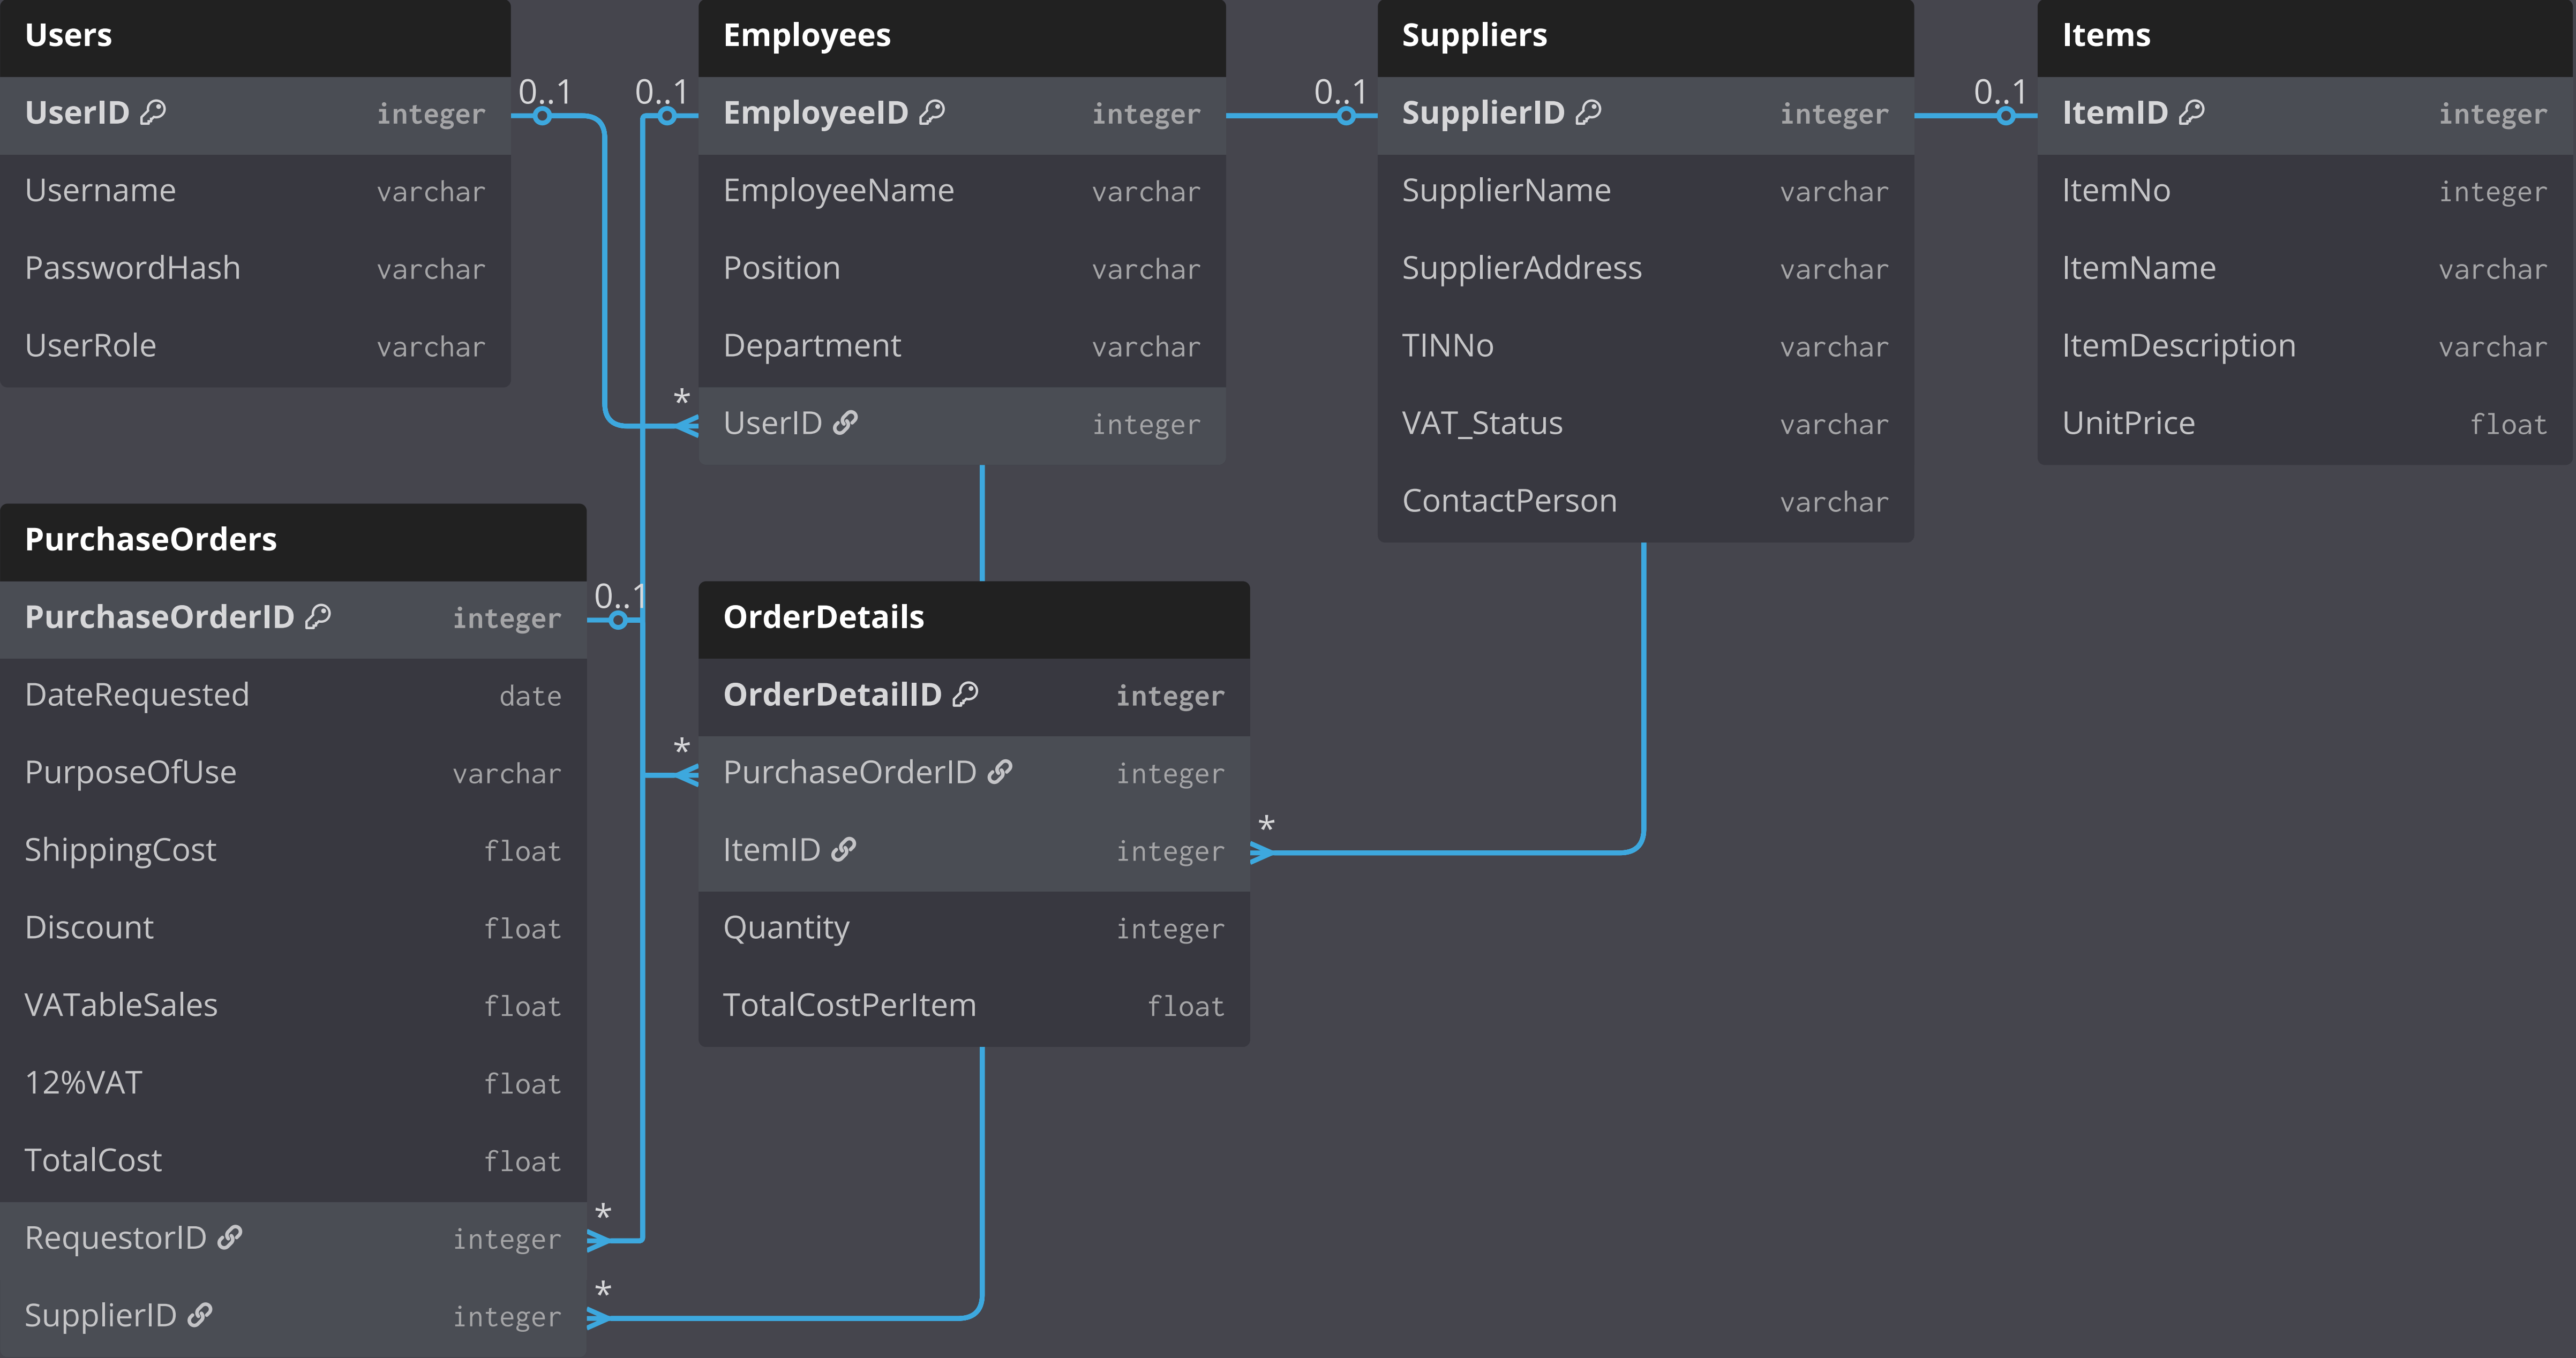 Users
UserID integer
Username varchar
PasswordHash varchar
UserRole varchar
0..1
0..1
Employees
EmployeeID integer
EmployeeName varchar
Position varchar
Department varchar
* UserID integer
0..1
Suppliers
SupplierID integer
SupplierName varchar
SupplierAddress varchar
TINNo varchar
VAT_Status varchar
ContactPerson varchar
0..1
Items
ItemID integer
ItemNo integer
ItemName varchar
ItemDescription varchar
UnitPrice float
PurchaseOrders
PurchaseOrderID integer
0..1
DateRequested date
PurposeOfUse varchar
ShippingCost float
Discount float
VATableSales float
12%VAT float
TotalCost float
RequestorID integer *
SupplierID integer *
OrderDetails
OrderDetailID integer
* PurchaseOrderID integer
ItemID integer *
Quantity integer
TotalCostPerItem float